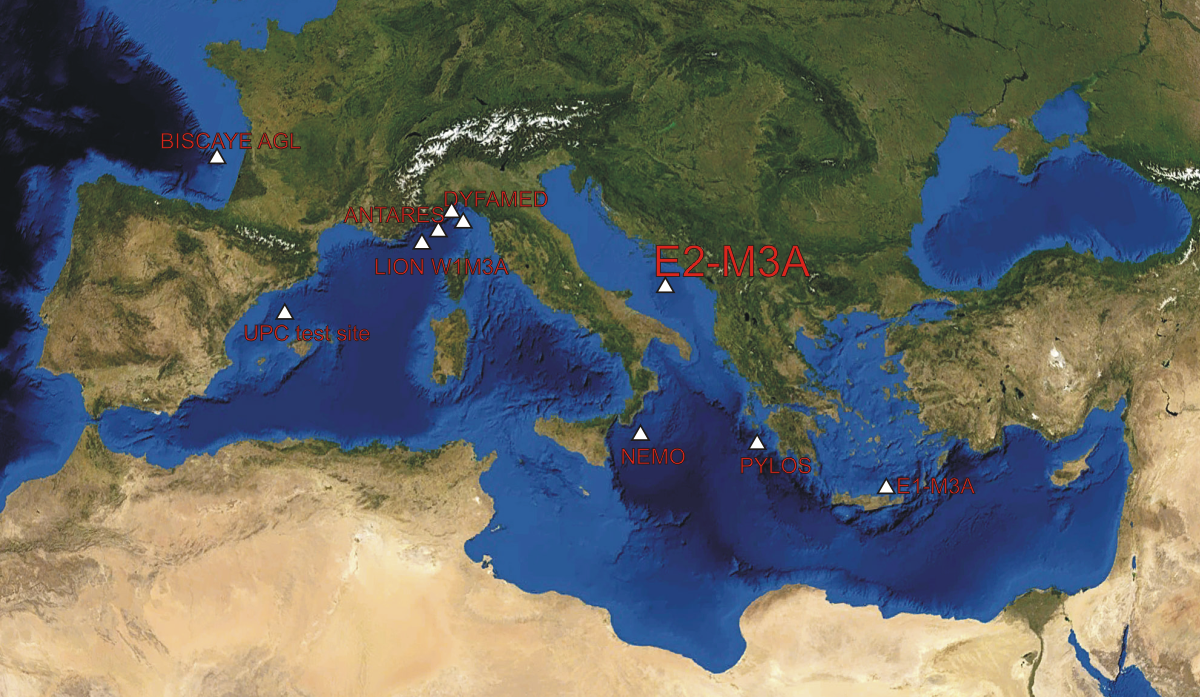 BISCAYE AGL
DYFAMED
ANTARES
E2-M3A
LION W1M3A
UPC test site
NEMO
PYLOS
E1-M3A